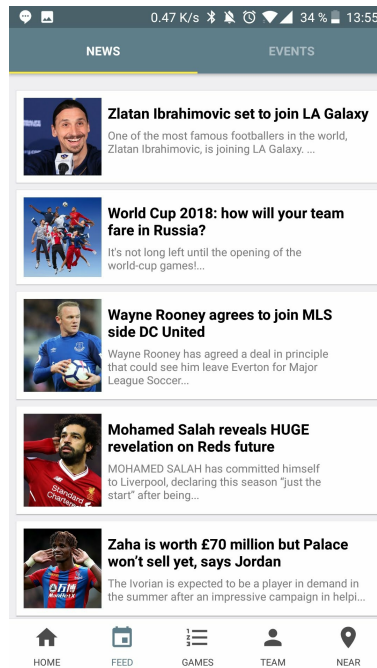 0.47 K/s 34 % 13:55
NEWS EVENTS
Zlatan Ibrahimovic set to join LA Galaxy
One of the most famous footballers in the world,
Zlatan Ibrahimovic, is joining LA Galaxy. ...
World Cup 2018: how will your team
fare in Russia?
It's not long left until the opening of the
world-cup games!...
Wayne Rooney agrees to join MLS
side DC United
Wayne Rooney has agreed a deal in principle
that could see him leave Everton for Major
League Soccer...
Mohamed Salah reveals HUGE
revelation on Reds future
MOHAMED SALAH has committed himself
to Liverpool, declaring this season “just the
start” after being...
Standard
Chartered
Zaha is worth £70 million but Palace
won’t sell yet, says Jordan
The Ivorian is expected to be a player in demand in
the summer after an impressive campaign in helpi...
HOME FEED GAMES TEAM NEAR